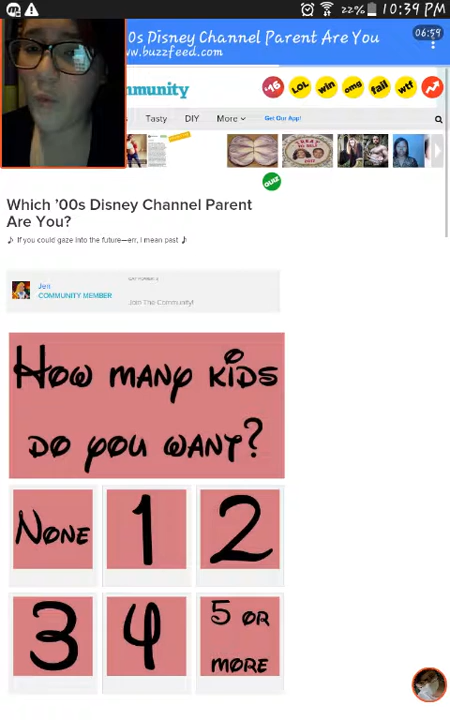 22% 10:39 PM
0s Disney Channel Parent Are You
ww.buzzfeed.com
06:59
mmunity
LOL
win
omg
fail
wtf
Tasty DIY More Get Our App!
QUIZ
Which '00s Disney Channel Parent
Are You?
♪ If you could gaze into the future—err, I mean past ♪
Jen
COMMUNITY MEMBER
Join The Community!
How many kids
do you want?
None
1
2
3
4
5 or
more